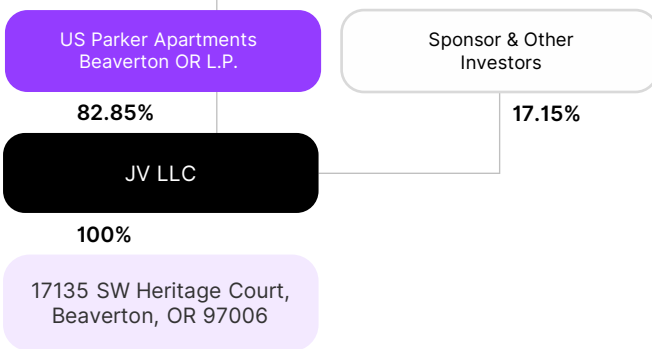 US Parker Apartments
Beaverton OR L.P.
Sponsor & Other
Investors
82.85%
17.15%
JV LLC
100%
17135 SW Heritage Court,
Beaverton, OR 97006